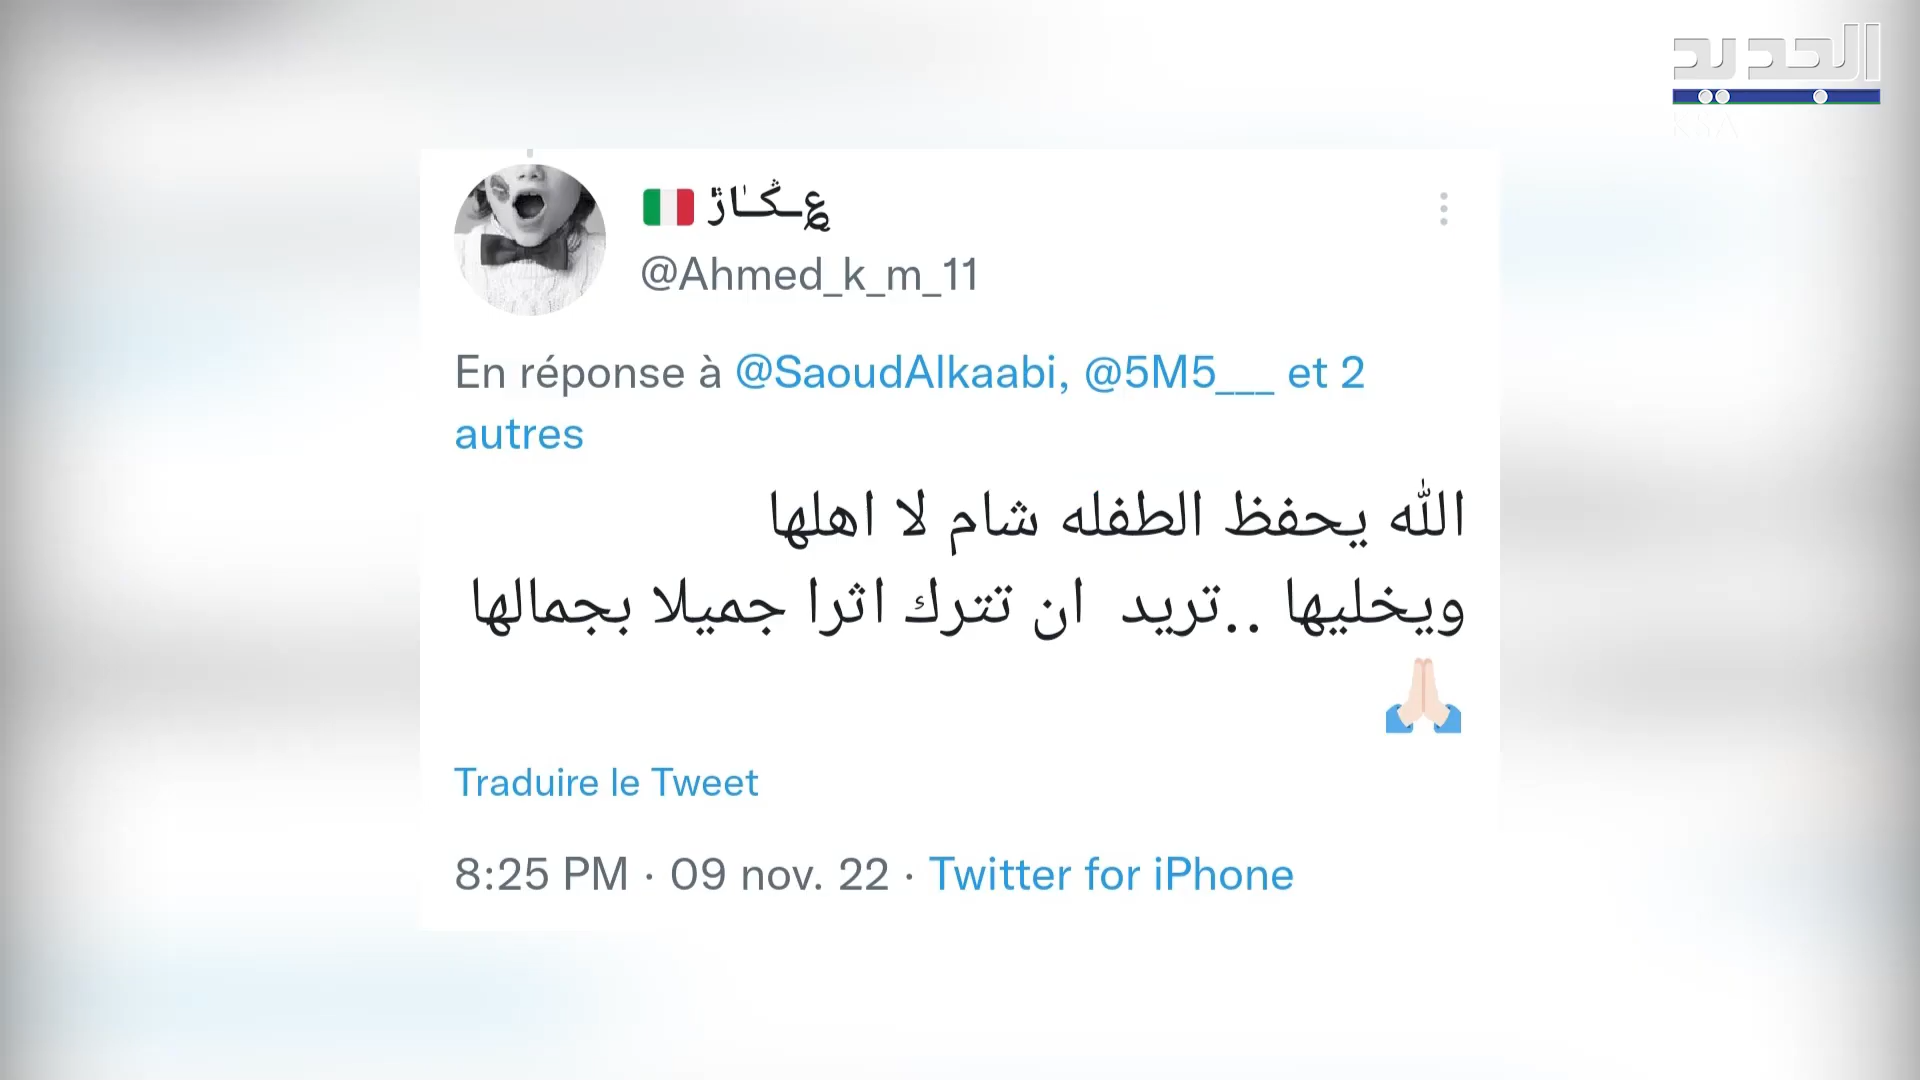 الجديد
KSA
عـكـاز
@Ahmed_k_m_11
En réponse à @SaoudAlkaabi, @5M5___ et 2
autres
الله يحفظ الطفله شام لا اهلها
ويخليها ..تريد ان تترك اثرا جميلا بجمالها
Traduire le Tweet
8:25 PM · 09 nov. 22 · Twitter for iPhone